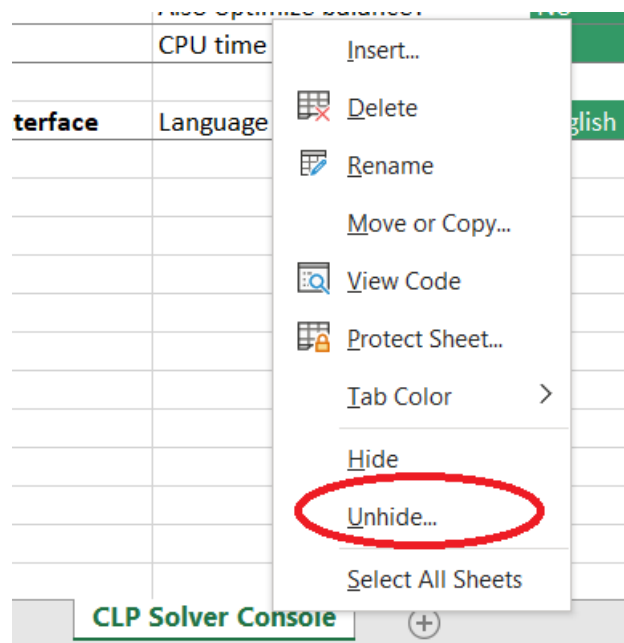 CPU time
Insert...
Delete
terface
Language
glish
Rename
Move or Copy...
View Code
Protect Sheet...
Tab Color
Hide
Unhide...
Select All Sheets
CLP Solver Console